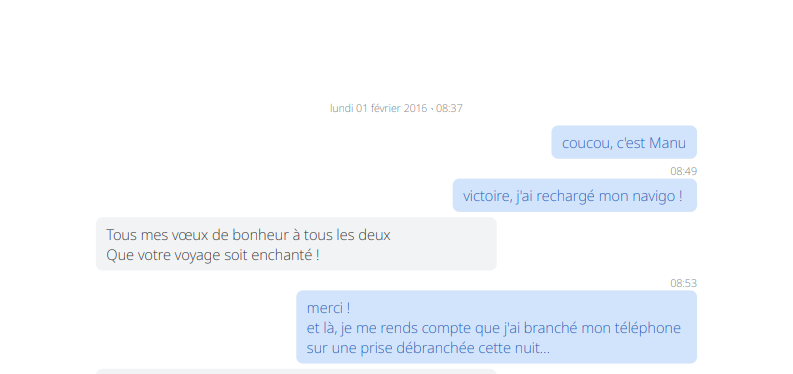 lundi 01 février 2016 • 08:37
coucou, c'est Manu
08:49
victoire, j'ai rechargé mon navigo !
Tous mes vœux de bonheur à tous les deux
Que votre voyage soit enchanté !
08:53
merci !
et là, je me rends compte que j'ai branché mon téléphone
sur une prise débranchée cette nuit...